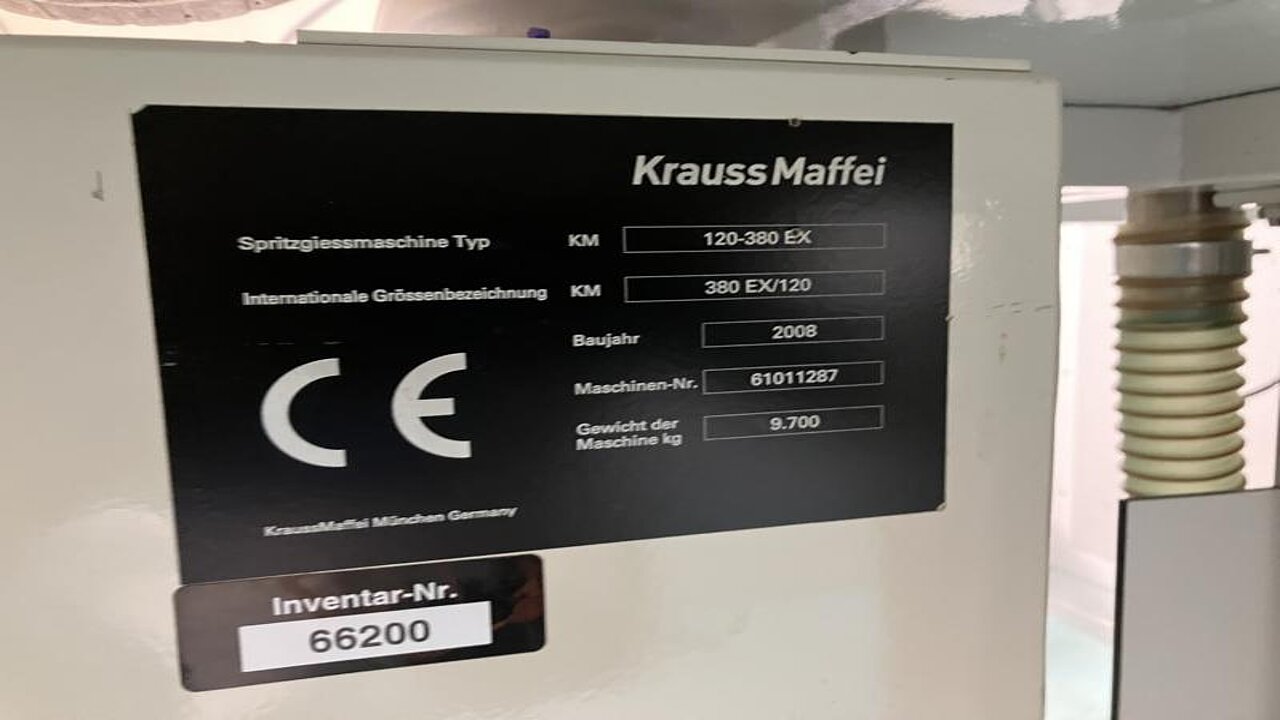 KraussMaffei
Spritzgiessmaschine Typ KM 120-380 EX
Internationale Grössenbezeichnung KM 380 EX/120
Baujahr 2008
Maschinen-Nr. 61011287
Gewicht der
Maschine kg 9.700
CE
KraussMaffei München Germany
Inventar-Nr.
66200